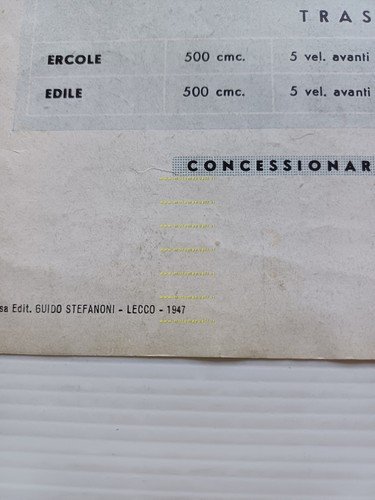 TRAS
ERCOLE 500 cmc. 5 vel. avanti
EDILE 500 cmc. 5 vel. avanti
CONCESSIONAR
sa Edit. GUIDO STEFANONI - LECCO - 1947